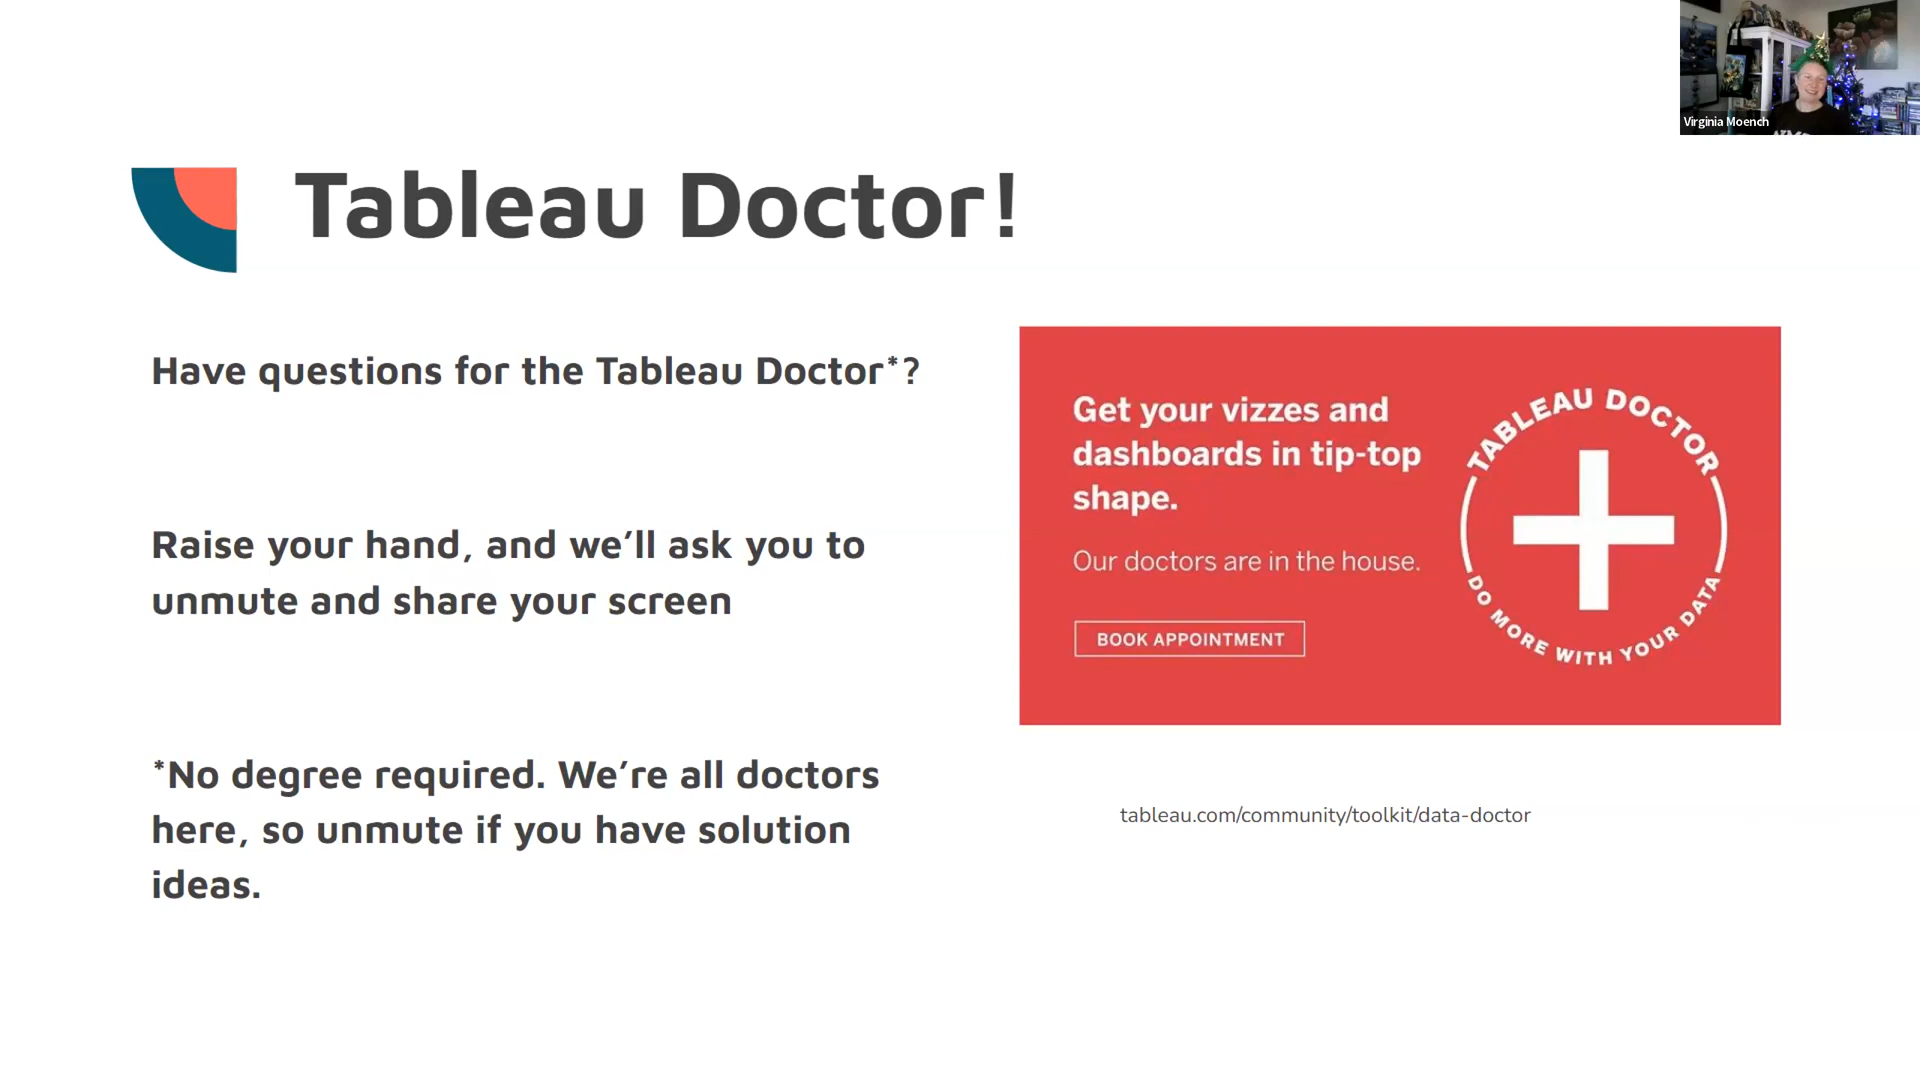 Virginia Moench
Tableau Doctor!
Have questions for the Tableau Doctor*?
Raise your hand, and we’ll ask you to
unmute and share your screen
*No degree required. We’re all doctors
here, so unmute if you have solution
ideas.
Get your vizzes and
dashboards in tip-top
shape.
Our doctors are in the house.
BOOK APPOINTMENT
TABLEAU DOCTOR
DO MORE WITH YOUR DATA
tableau.com/community/toolkit/data-doctor